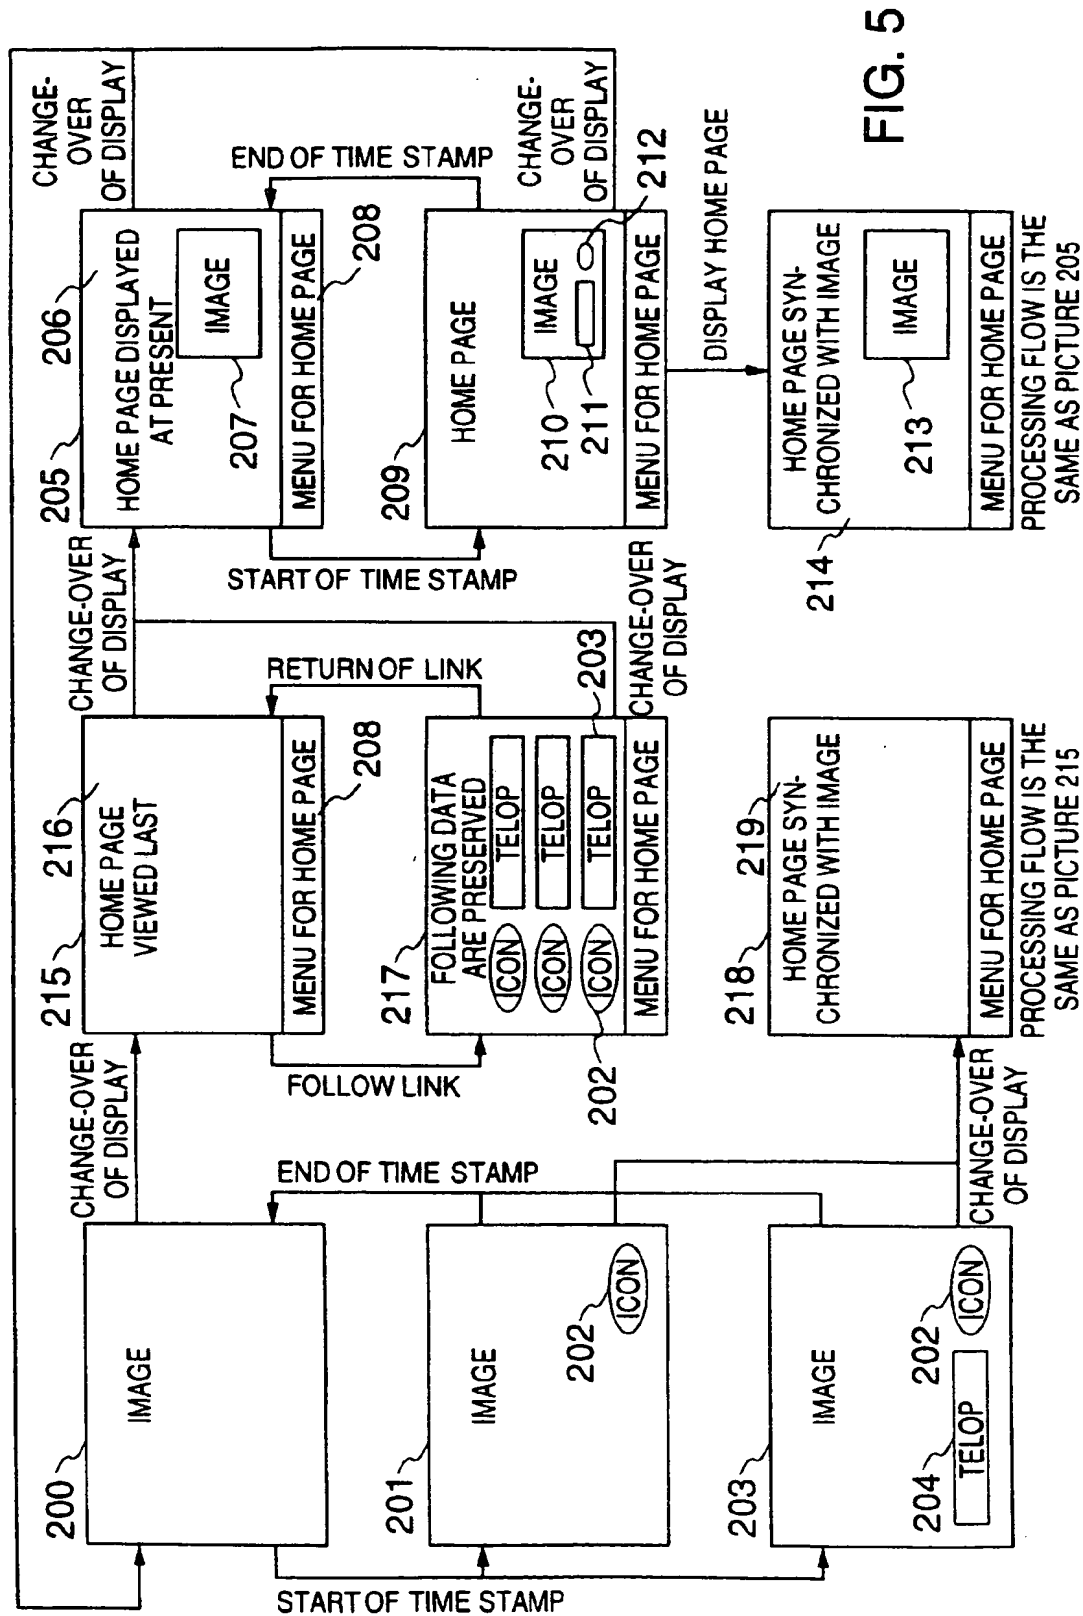 FIG. 5
200
IMAGE
START OF TIME STAMP
END OF TIME STAMP
CHANGE-OVER
OF DISPLAY
201
IMAGE
202
ICON
203
IMAGE
204
TELOP
202
ICON
CHANGE-OVER
OF DISPLAY
215
216
HOME PAGE
VIEWED LAST
MENU FOR HOME PAGE
208
FOLLOW LINK
RETURN OF LINK
CHANGE-OVER
OF DISPLAY
217
FOLLOWING DATA
ARE PRESERVED
ICON
TELOP
ICON
TELOP
ICON
TELOP
202
203
MENU FOR HOME PAGE
CHANGE-OVER
OF DISPLAY
218
219
HOME PAGE SYN-
CHRONIZED WITH IMAGE
MENU FOR HOME PAGE
PROCESSING FLOW IS THE
SAME AS PICTURE 215
205
206
HOME PAGE DISPLAYED
AT PRESENT
207
IMAGE
MENU FOR HOME PAGE
208
START OF TIME STAMP
END OF TIME STAMP
CHANGE-
OVER
OF DISPLAY
209
HOME PAGE
210
IMAGE
211
212
MENU FOR HOME PAGE
CHANGE-
OVER
OF DISPLAY
DISPLAY HOME PAGE
214
HOME PAGE SYN-
CHRONIZED WITH IMAGE
213
IMAGE
MENU FOR HOME PAGE
PROCESSING FLOW IS THE
SAME AS PICTURE 205